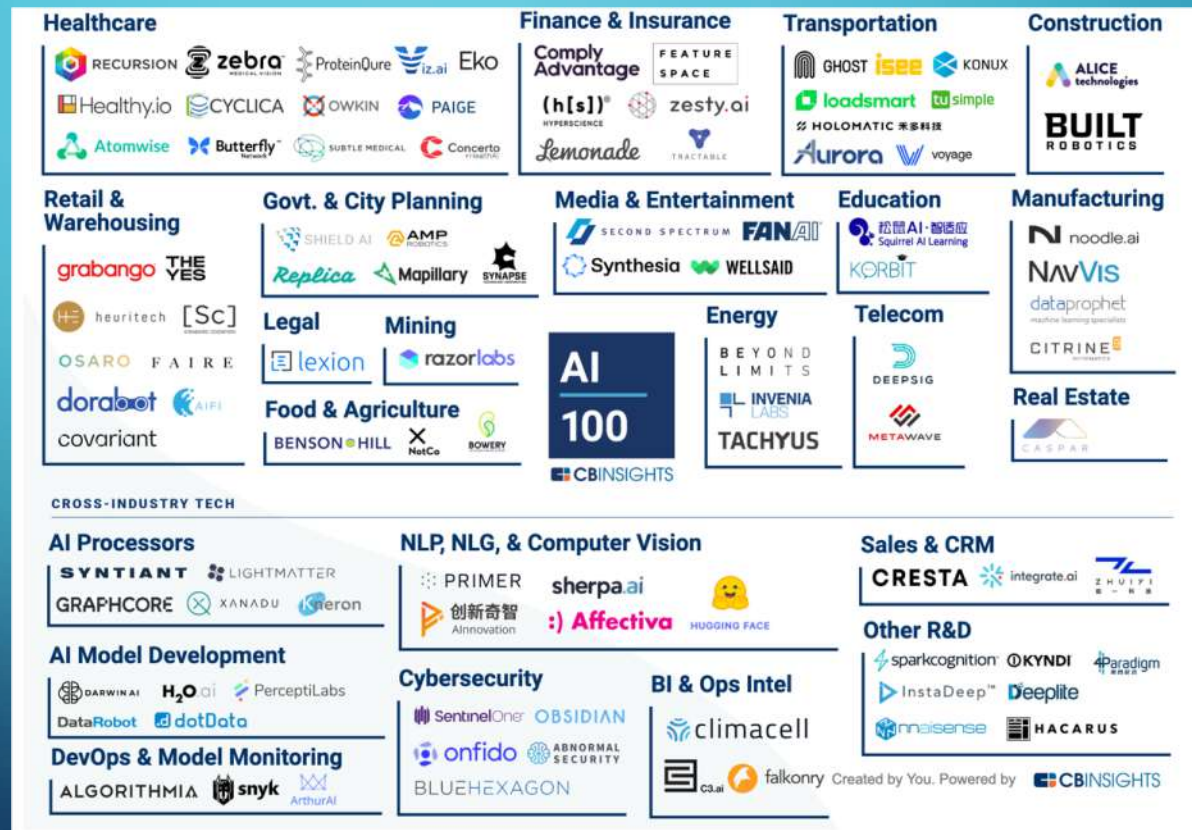 Healthcare
RECURSION zebra MEDICAL VISION ProteinQure Viz.ai Eko
Healthy.io CYCLICA OWKIN PAIGE
Atomwise Butterfly Network SUBTLE MEDICAL Concerto HealthAI
Finance & Insurance
Comply Advantage FEATURE SPACE
(h[s])® HYPERSCIENCE zesty.ai
Lemonade TRACTABLE
Transportation
GHOST isee KONUX
loadsmart tu simple
HOLOMATIC 禾多科技
Aurora voyage
Construction
ALICE technologies
BUILT ROBOTICS
Retail &
Warehousing
grabango THE YES
HE heuritech [Sc]
OSARO FAIRE
dorabot AIFI
covariant
Govt. & City Planning
SHIELD AI AMP ROBOTICS
Replica Mapillary SYNAPSE
Media & Entertainment
SECOND SPECTRUM FANAI
Synthesia WELLSAID
Education
松鼠AI·智适应
Squirrel AI Learning
KORBIT
Manufacturing
noodle.ai
NAVVIS
dataprophet
machine learning specialists
CITRINE INFORMATICS
Legal
lexion
Mining
razorlabs
Food & Agriculture
BENSON HILL NotCo BOWERY
AI
100
CBINSIGHTS
Energy
BEYOND
LIMITS
INVENIA
LABS
TACHYUS
Telecom
DEEPSIG
METAWAVE
Real Estate
CASPAR
CROSS-INDUSTRY TECH
AI Processors
SYNTIANT LIGHTMATTER
GRAPHCORE XANADU Kneron
NLP, NLG, & Computer Vision
PRIMER sherpa.ai
创新奇智
AInnovation :) Affectiva HUGGING FACE
Sales & CRM
CRESTA integrate.ai ZHUIYI
AI Model Development
DARWINAI H2O.ai PerceptiLabs
DataRobot d dotData
Cybersecurity
SentinelOne OBSIDIAN
onfido ABNORMAL SECURITY
BLUEHEXAGON
BI & Ops Intel
climacell
C3.ai falkonry
Other R&D
sparkcognition KYNDI 4Paradigm
InstaDeep™ Deeplite
nnaisense HACARUS
DevOps & Model Monitoring
ALGORITHMIA snyk ArthurAI
Created by You. Powered by CBINSIGHTS